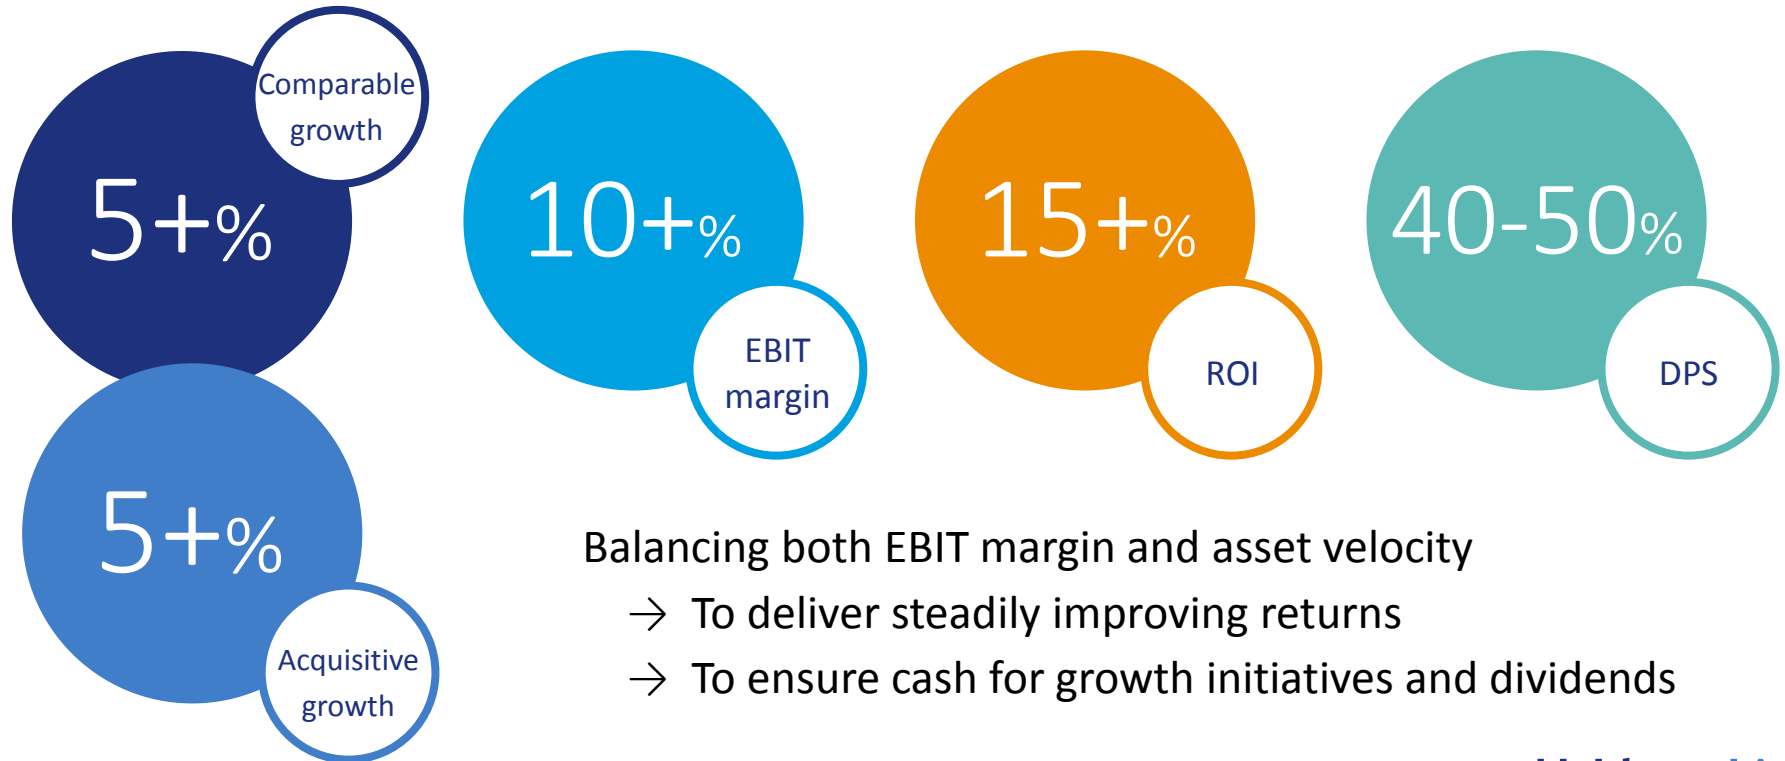 Comparable
growth
5+%
10+%
EBIT
margin
15+%
ROI
40-50%
DPS
5+%
Acquisitive
growth
Balancing both EBIT margin and asset velocity
→ To deliver steadily improving returns
→ To ensure cash for growth initiatives and dividends